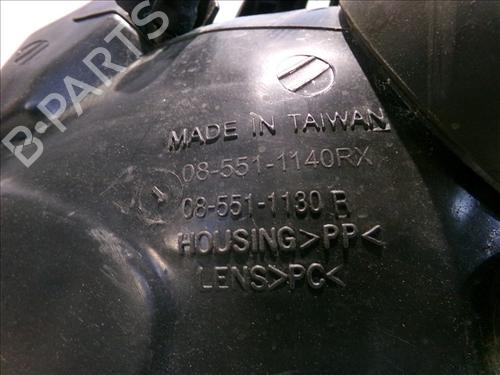 B-PARTS
MADE IN TAIWAN
08-551-1140RX
08-551-1130 R
HOUSING>PP<
LENS>PC<